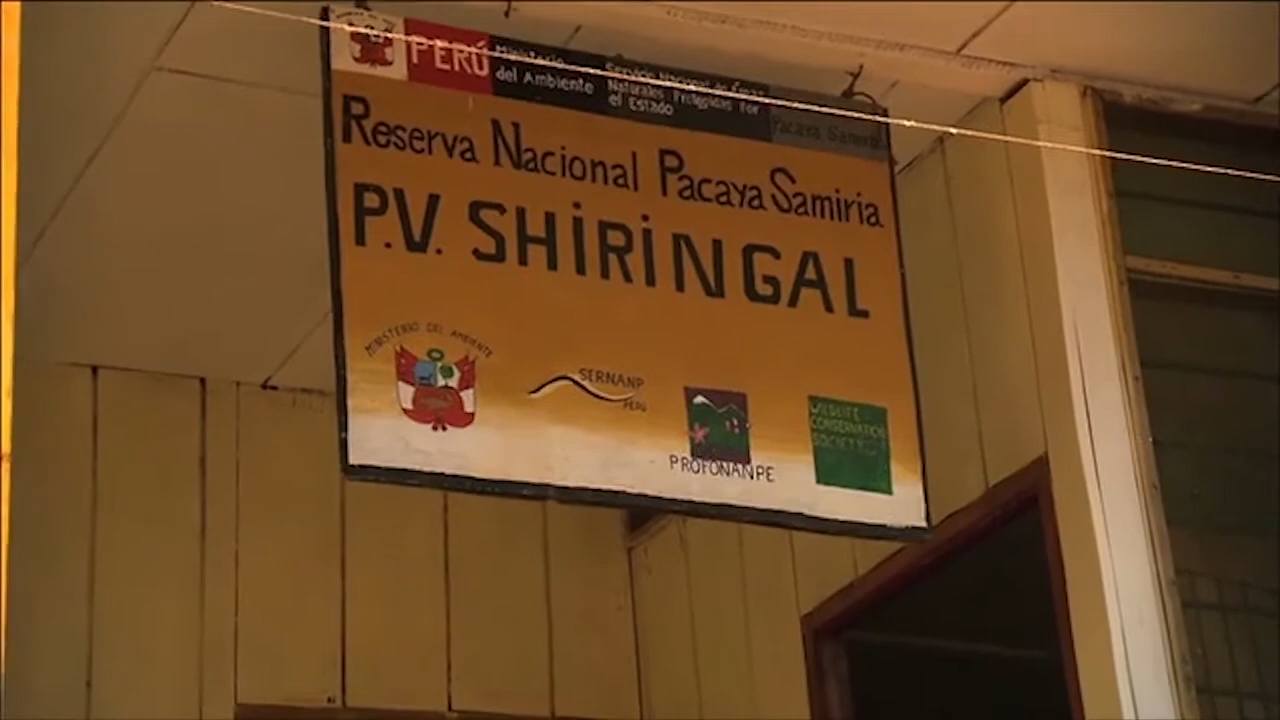 PERÚ
Ministerio
del Ambiente
Servicio Nacional de Áreas
Naturales Protegidas por
el Estado
Pacaya Samiria
Reserva Nacional Pacaya Samiria
P.V. SHIRINGAL
MINISTERIO DEL AMBIENTE
SERNANP
PERÚ
PROFONANPE
WILDLIFE
CONSERVATION
SOCIETY